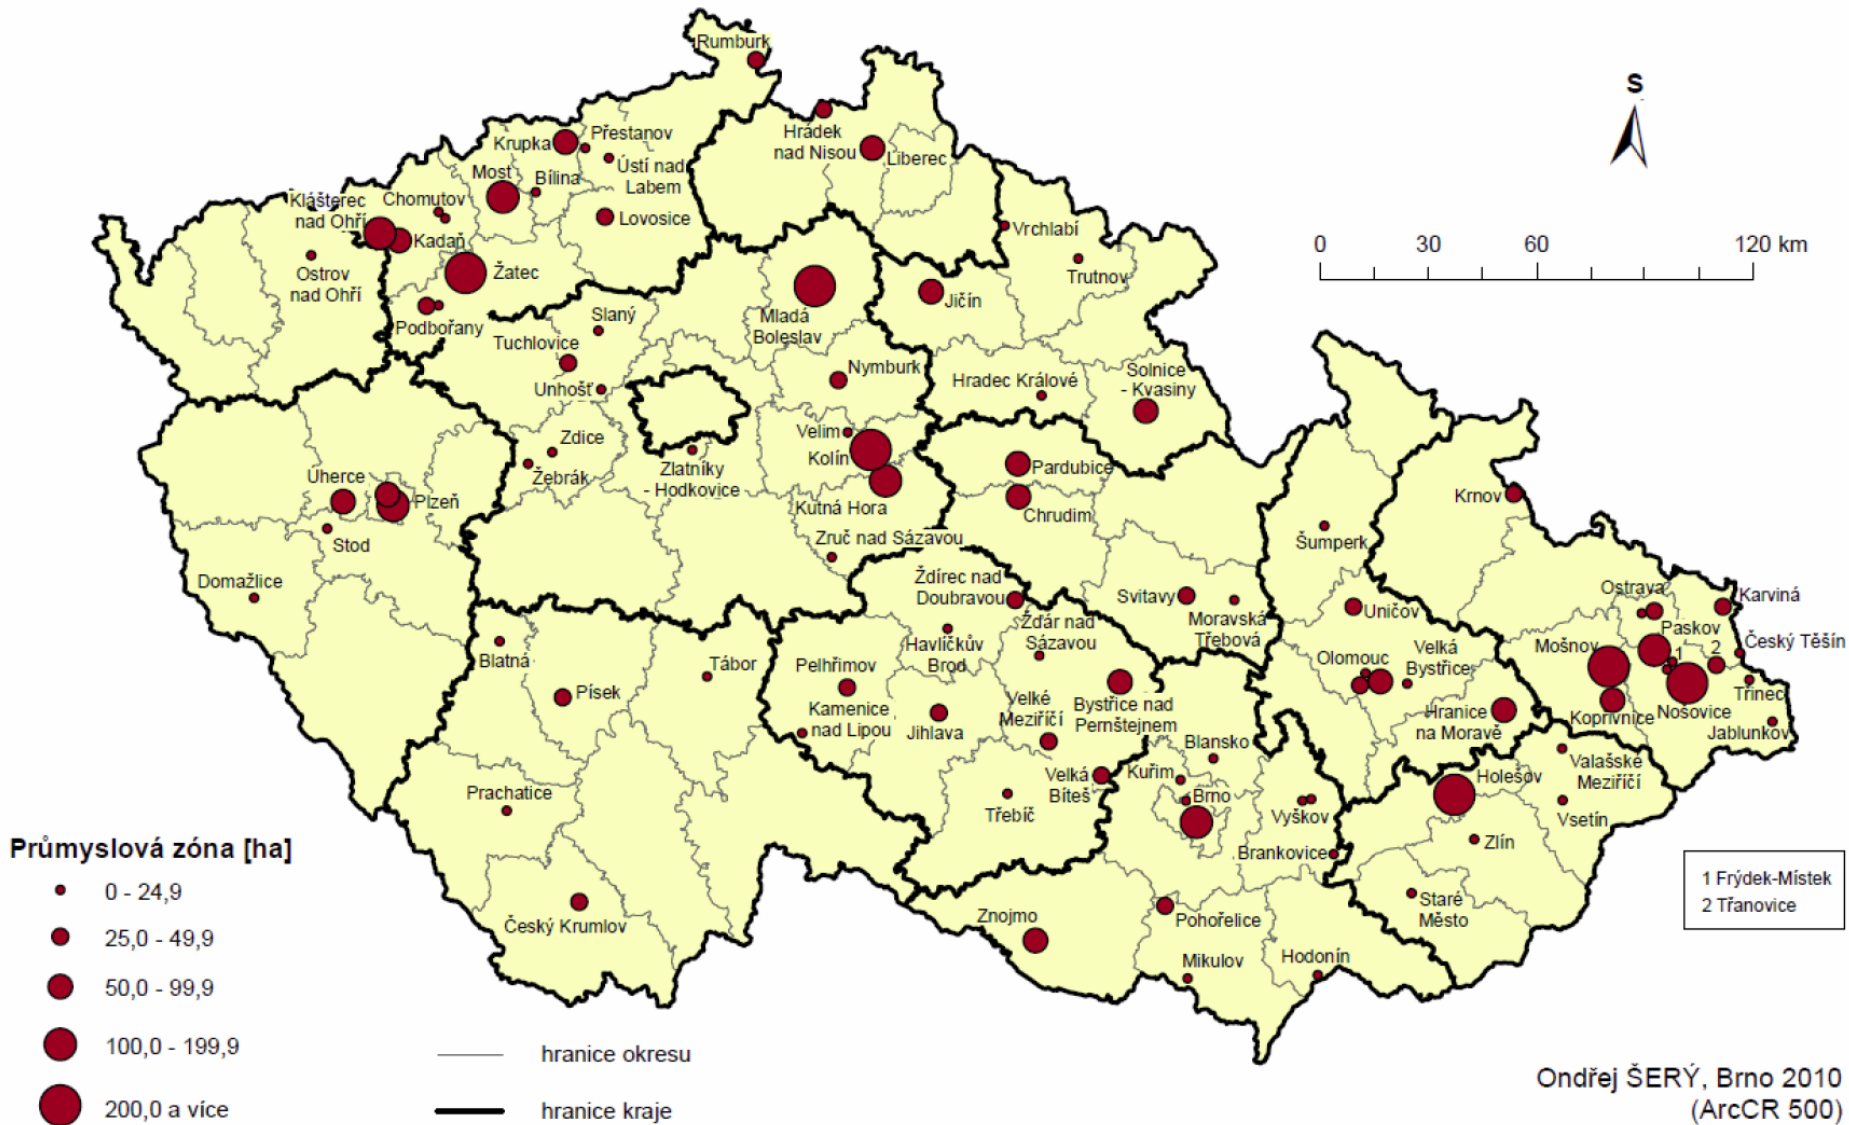 Rumburk
S
Hrádek
nad Nisou
Liberec
Krupka
Přestanov
Ústí nad
Labem
Most
Bílina
Lovosice
Klášterec
nad Ohří
Chomutov
Kadaň
Ostrov
nad Ohří
Žatec
Podbořany
Vrchlabí
Trutnov
0 30 60 120 km
Mladá
Boleslav
Jičín
Slaný
Tuchlovice
Unhošť
Nymburk
Hradec Králové
Solnice
- Kvasiny
Velim
Kolín
Zdice
Žebrák
Zlatníky
- Hodkovice
Kutná Hora
Pardubice
Chrudim
Úherce
Plzeň
Stod
Domažlice
Zruč nad Sázavou
Krnov
Šumperk
Ždírec nad
Doubravou
Svitavy
Moravská
Třebová
Uničov
Ostrava
Karviná
Paskov
Český Těšín
Mošnov
1
2
Třinec
Kopřivnice
Nošovice
Jablunkov
Blatná
Písek
Tábor
Pelhřimov
Havlíčkův
Brod
Žďár nad
Sázavou
Kamenice
nad Lipou
Jihlava
Velké
Meziříčí
Bystřice nad
Pernštejnem
Olomouc
Velká
Bystřice
Hranice
na Moravě
Valašské
Meziříčí
Holešov
Vsetín
Zlín
Blansko
Kuřim
Velká
Bíteš
Třebíč
Brno
Vyškov
Brankovice
Prachatice
Český Krumlov
Staré
Město
Znojmo
Pohořelice
Mikulov
Hodonín
1 Frýdek-Místek
2 Třanovice
Průmyslová zóna [ha]
0 - 24,9
25,0 - 49,9
50,0 - 99,9
100,0 - 199,9
200,0 a více
hranice okresu
hranice kraje
Ondřej ŠERÝ, Brno 2010
(ArcCR 500)